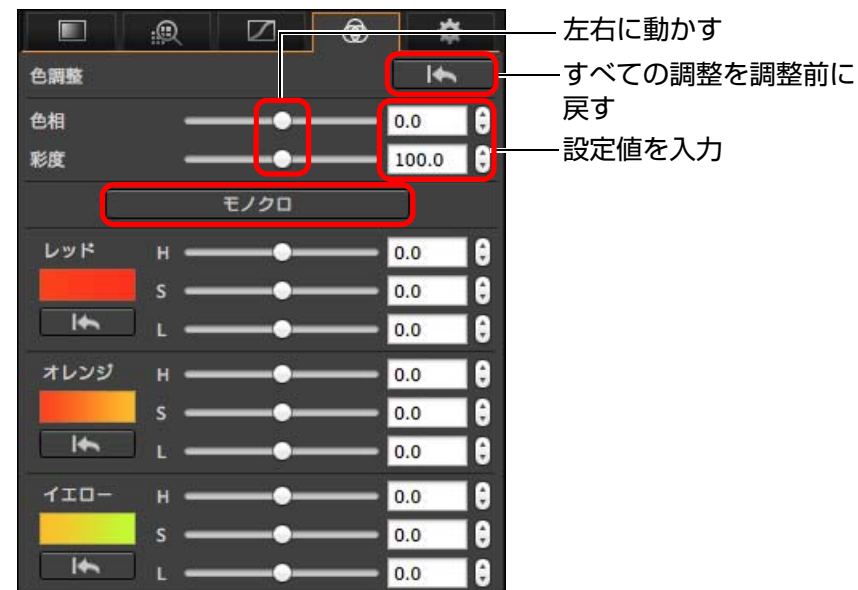 左右に動かす
色調整
すべての調整を調整前に
戻す
色相 0.0
彩度 100.0
設定値を入力
モノクロ
レッド H 0.0
S 0.0
L 0.0
オレンジ H 0.0
S 0.0
L 0.0
イエロー H 0.0
S 0.0
L 0.0